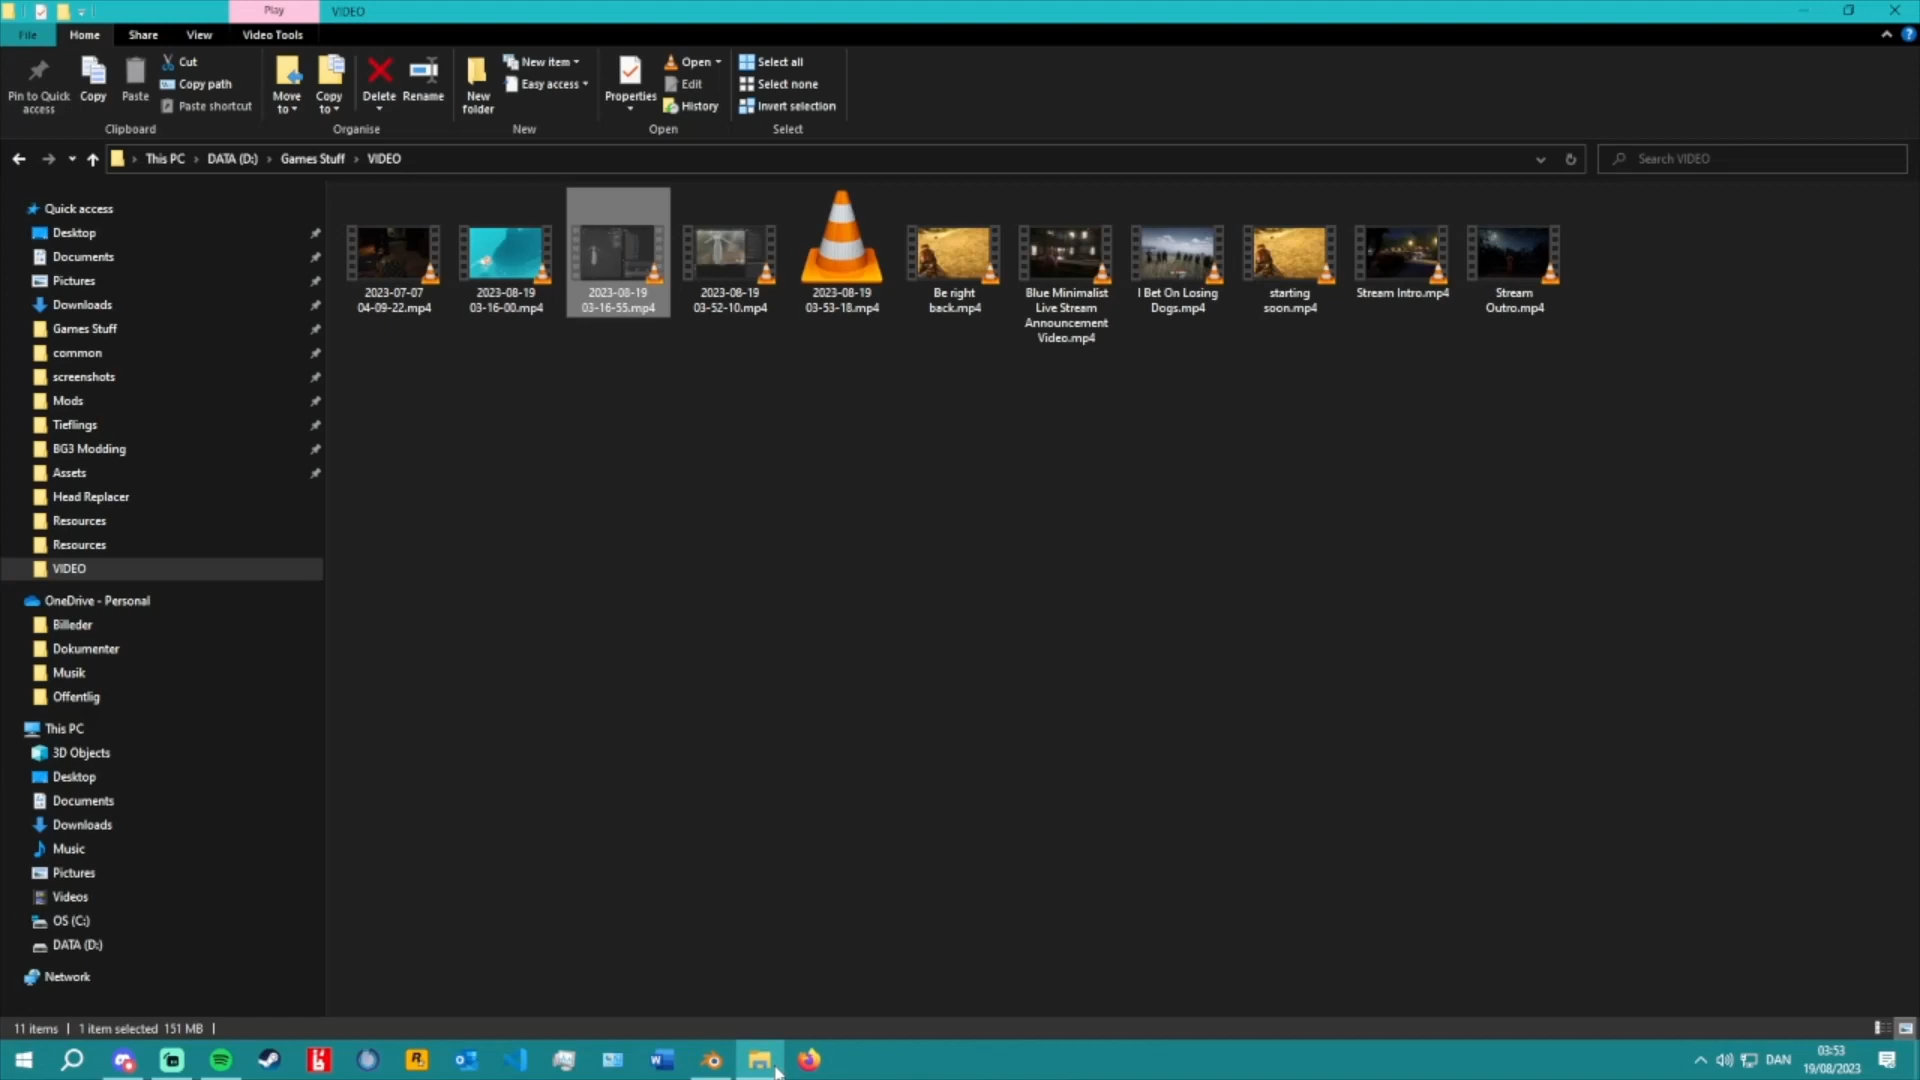 Play
VIDEO
File
Home
Share
View
Video Tools
Pin to Quick
access
Copy
Paste
Cut
Copy path
Paste shortcut
Clipboard
Move
to
Copy
to
Delete
Rename
Organise
New
folder
New item
Easy access
New
Properties
Open
Edit
History
Open
Select all
Select none
Invert selection
Select
This PC
DATA (D:)
Games Stuff
VIDEO
Search VIDEO
Quick access
Desktop
Documents
Pictures
Downloads
Games Stuff
common
screenshots
Mods
Tieflings
BG3 Modding
Assets
Head Replacer
Resources
Resources
VIDEO
OneDrive - Personal
Billeder
Dokumenter
Musik
Offentlig
This PC
3D Objects
Desktop
Documents
Downloads
Music
Pictures
Videos
OS (C:)
DATA (D:)
Network
2023-07-07
04-09-22.mp4
2023-08-19
03-16-00.mp4
2023-08-19
03-16-55.mp4
2023-08-19
03-52-10.mp4
2023-08-19
03-53-18.mp4
Be right
back.mp4
Blue Minimalist
Live Stream
Announcement
Video.mp4
I Bet On Losing
Dogs.mp4
starting
soon.mp4
Stream Intro.mp4
Stream
Outro.mp4
11 items
1 item selected 151 MB
DAN
03:53
19/08/2023